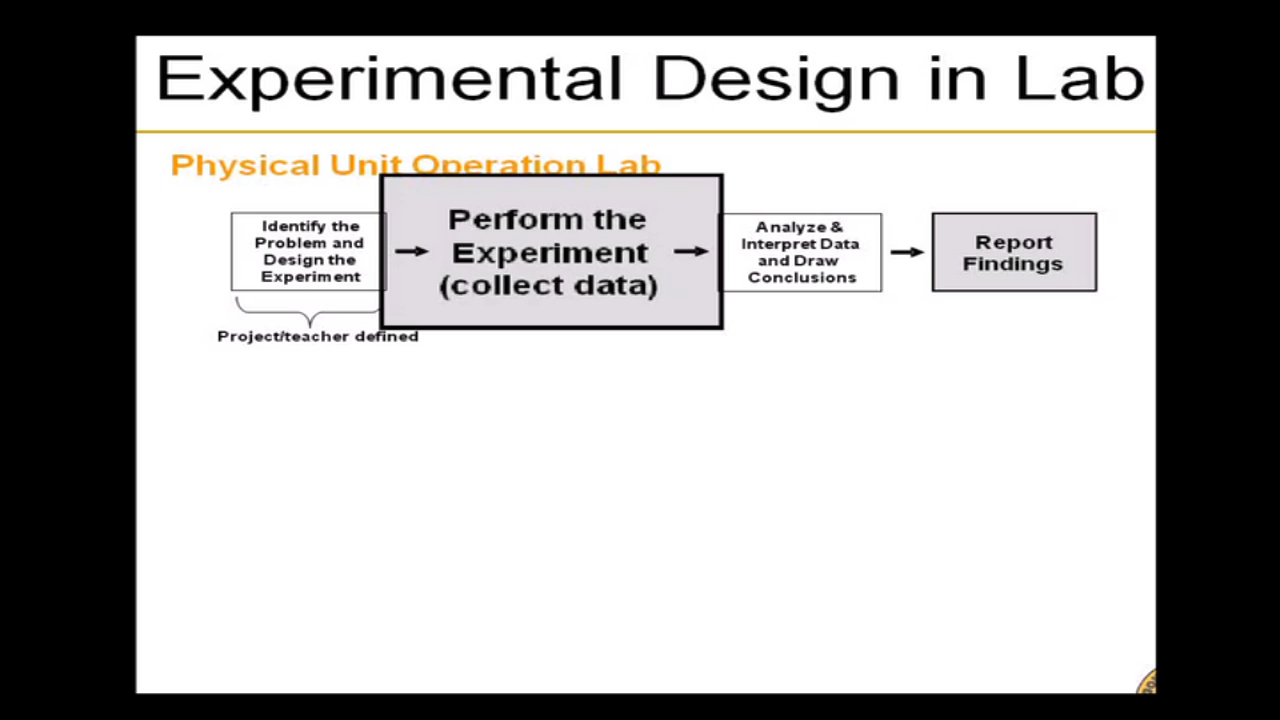 Experimental Design in Lab
Physical Unit Operation Lab
Identify the
Problem and
Design the
Experiment
Perform the
Experiment
(collect data)
Analyze &
Interpret Data
and Draw
Conclusions
Report
Findings
Project/teacher defined